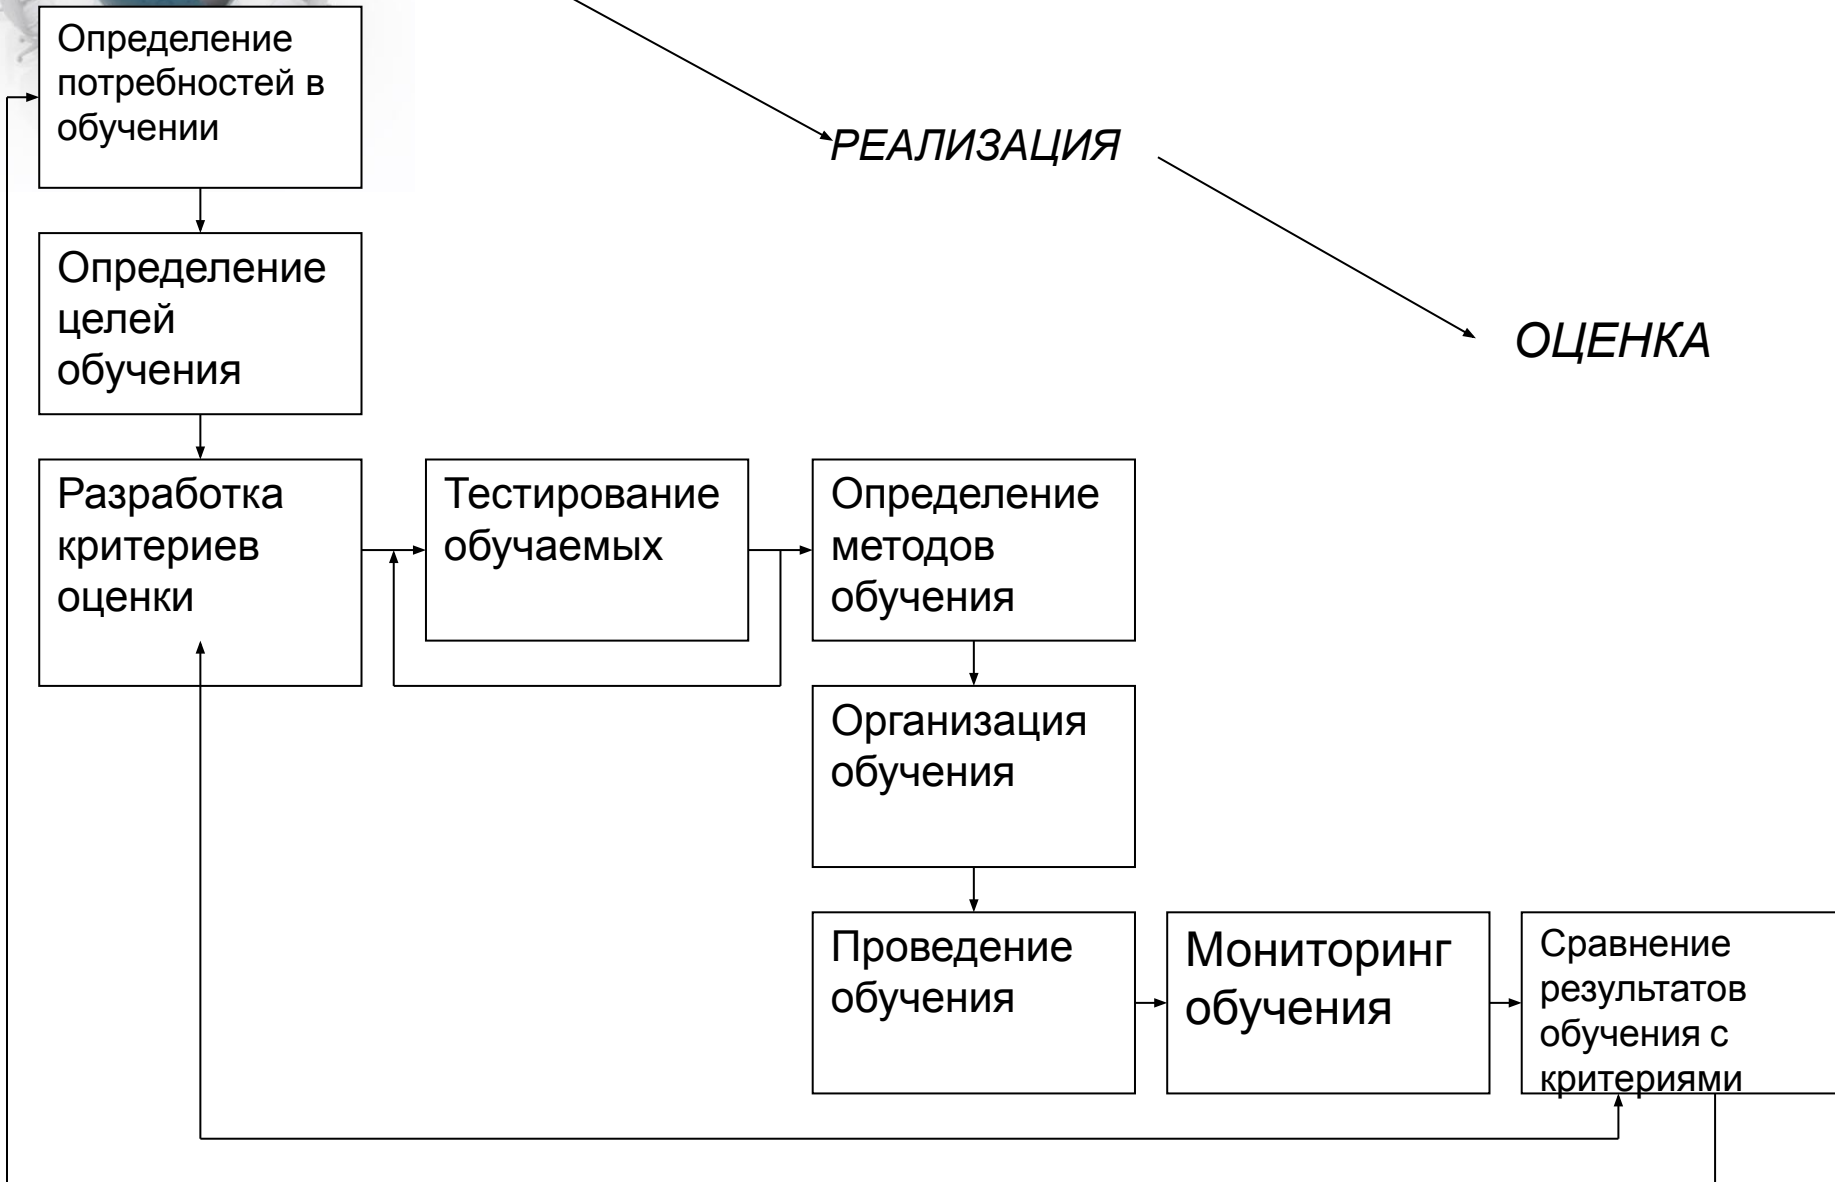 Определение
потребностей в
обучении
РЕАЛИЗАЦИЯ
ОЦЕНКА
Определение
целей
обучения
Разработка
критериев
оценки
Тестирование
обучаемых
Определение
методов
обучения
Организация
обучения
Проведение
обучения
Мониторинг
обучения
Сравнение
результатов
обучения с
критериями